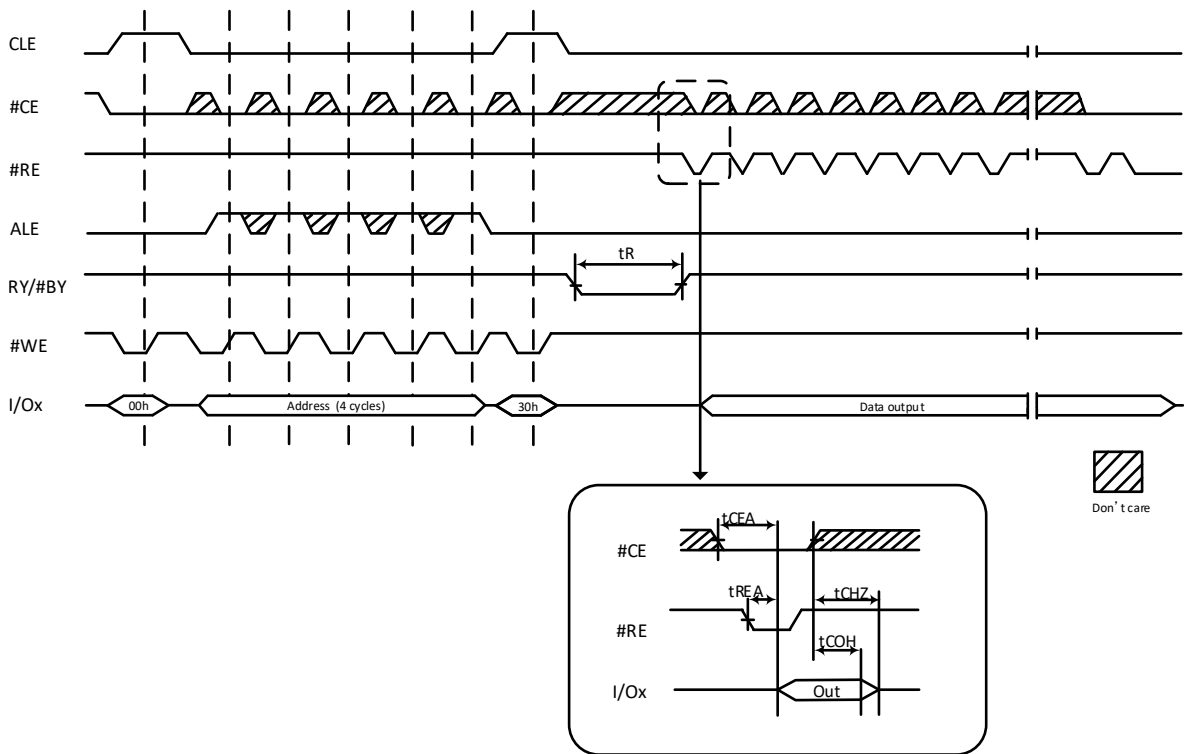 CLE
#CE
#RE
ALE
tR
RY/#BY
#WE
I/Ox
00h
Address (4 cycles)
30h
Data output
Don't care
tCEA
#CE
tREA
tCHZ
#RE
tCOH
I/Ox
Out